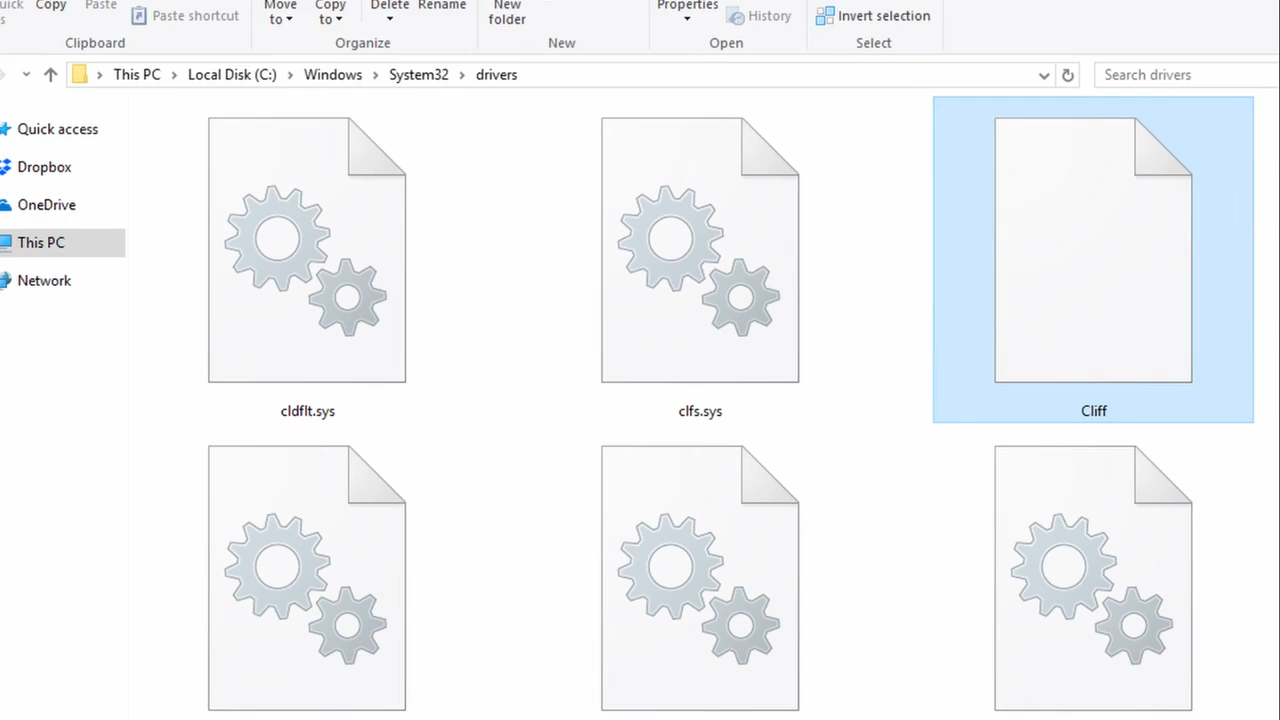 Copy Paste
Paste shortcut
Clipboard
Move to
Copy to
Delete Rename
Organize
New folder
New
Properties
History
Open
Invert selection
Select
This PC Local Disk (C:) Windows System32 drivers
Search drivers
Quick access
Dropbox
OneDrive
This PC
Network
cldflt.sys
clfs.sys
Cliff